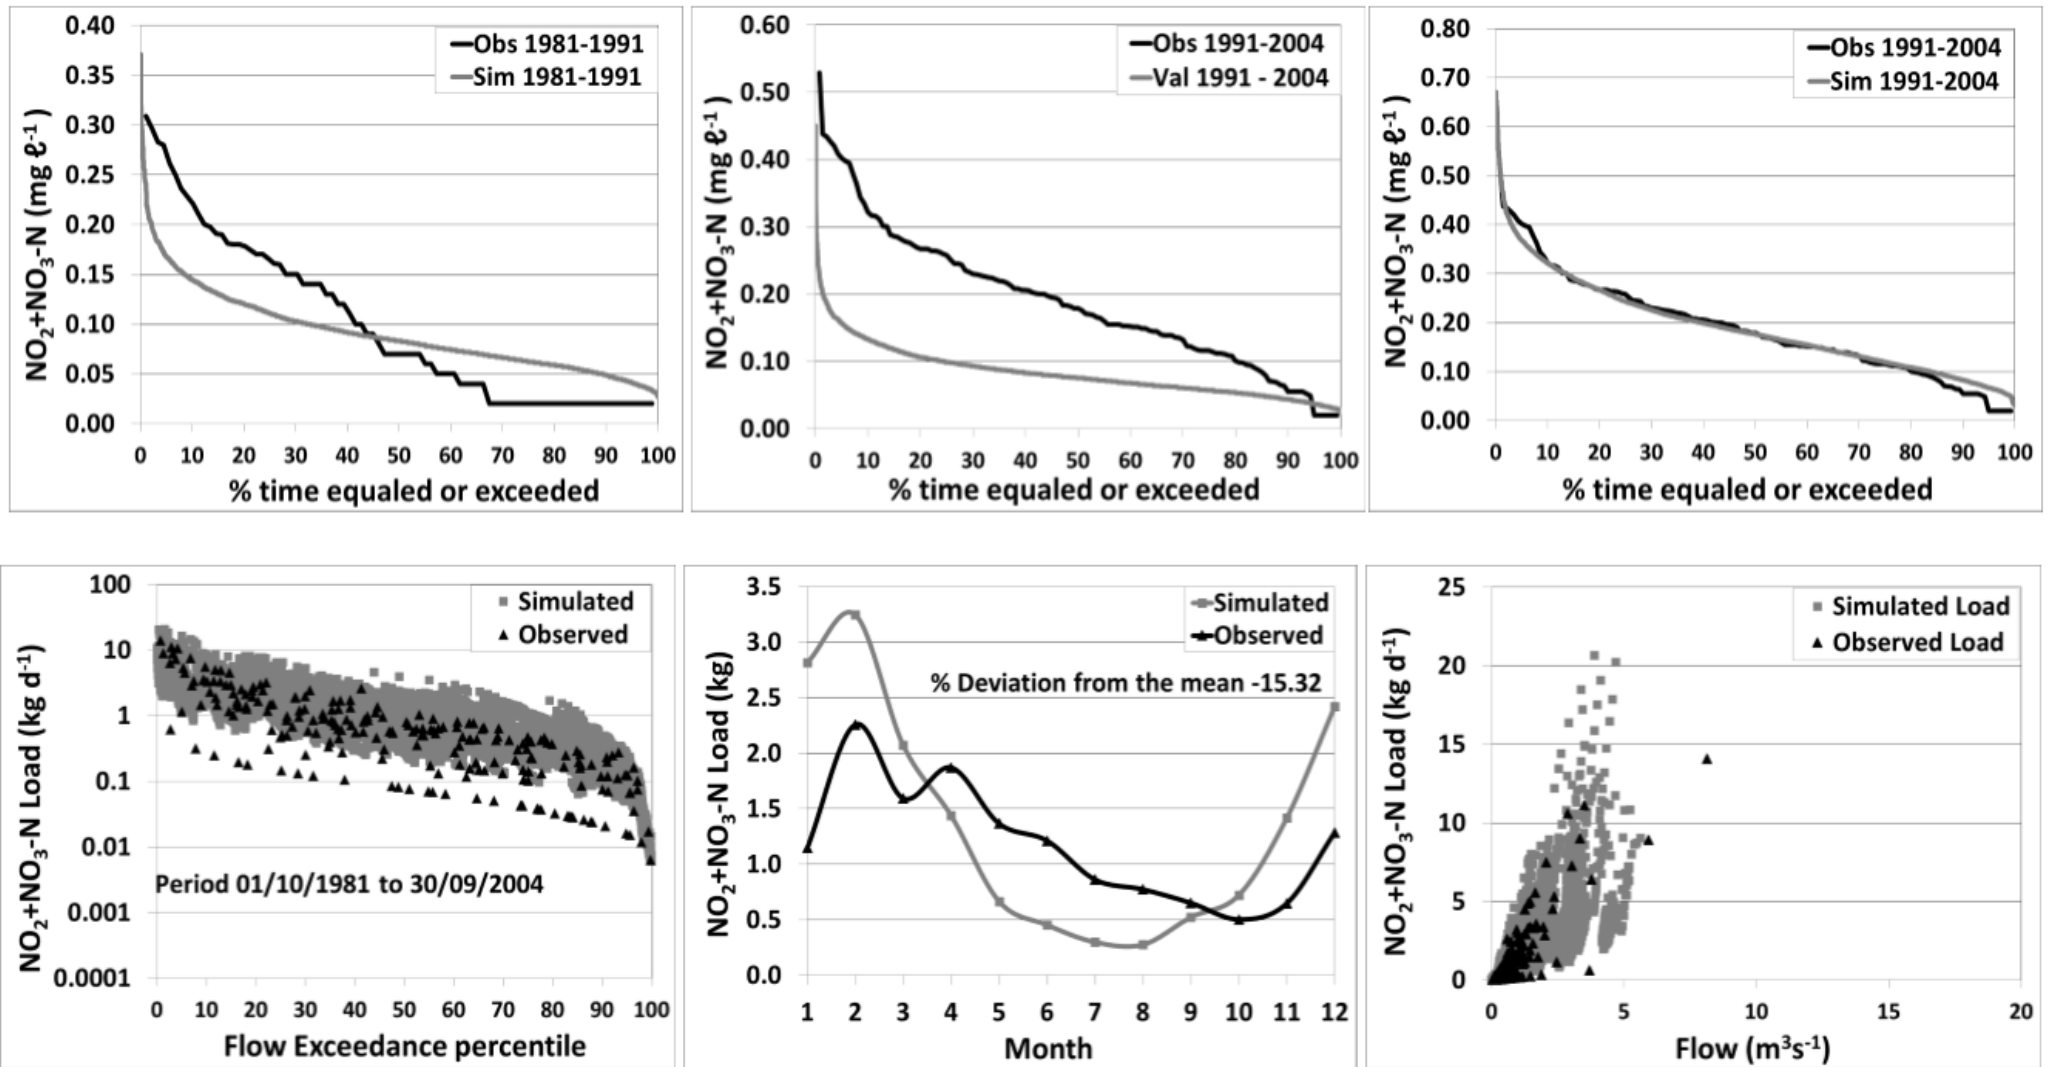 0.40
0.35
0.30
0.25
0.20
0.15
0.10
0.05
0.00
NO₂+NO₃-N (mg ℓ⁻¹)
Obs 1981-1991
Sim 1981-1991
0 10 20 30 40 50 60 70 80 90 100
% time equaled or exceeded
0.60
0.50
0.40
0.30
0.20
0.10
0.00
NO₂+NO₃-N (mg ℓ⁻¹)
Obs 1991-2004
Val 1991 - 2004
0 10 20 30 40 50 60 70 80 90 100
% time equaled or exceeded
0.80
0.70
0.60
0.50
0.40
0.30
0.20
0.10
0.00
NO₂+NO₃-N (mg ℓ⁻¹)
Obs 1991-2004
Sim 1991-2004
0 10 20 30 40 50 60 70 80 90 100
% time equaled or exceeded
100
10
1
0.1
0.01
0.001
0.0001
NO₂+NO₃-N Load (kg d⁻¹)
Simulated
Observed
Period 01/10/1981 to 30/09/2004
0 10 20 30 40 50 60 70 80 90 100
Flow Exceedance percentile
3.5
3.0
2.5
2.0
1.5
1.0
0.5
0.0
NO₂+NO₃-N Load (kg)
Simulated
Observed
% Deviation from the mean -15.32
1 2 3 4 5 6 7 8 9 10 11 12
Month
25
20
15
10
5
0
NO₂+NO₃-N Load (kg d⁻¹)
Simulated Load
Observed Load
0 5 10 15 20
Flow (m³s⁻¹)